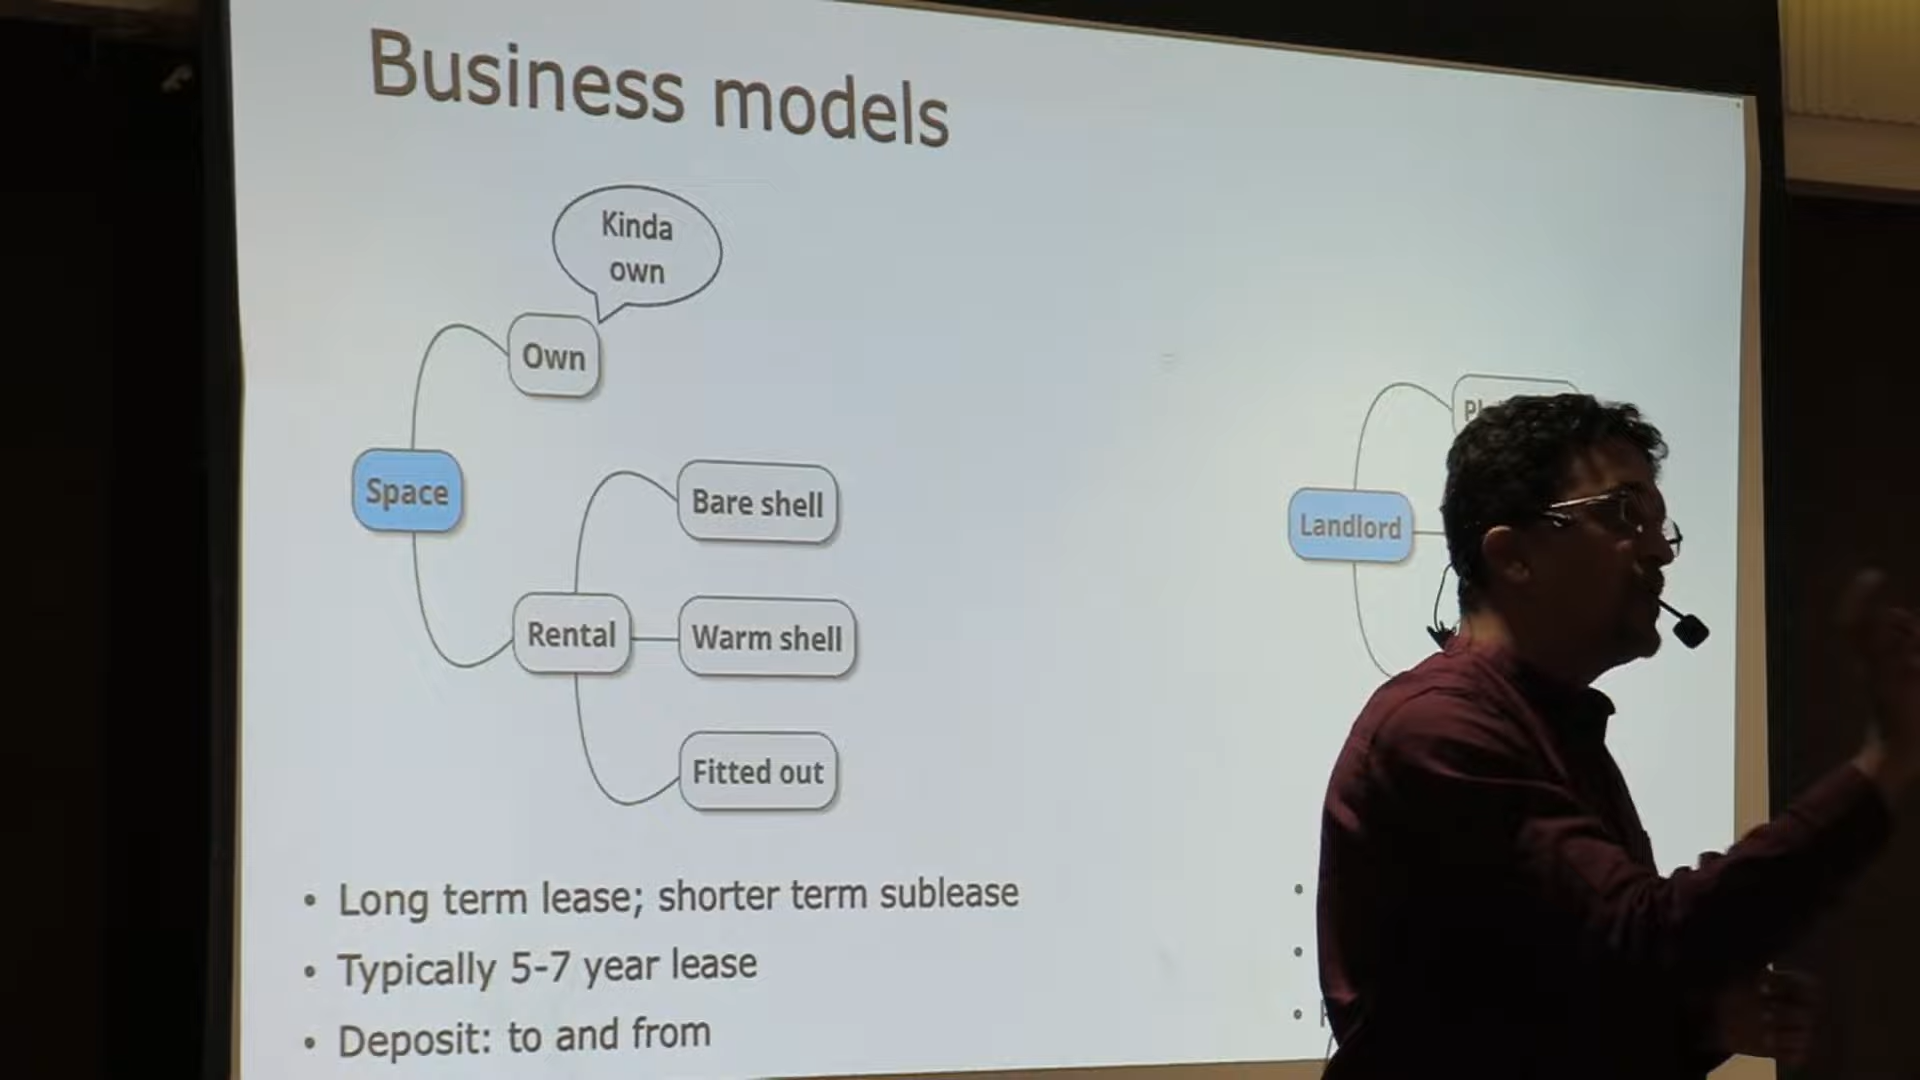 Business models
Kinda
own
Own
Space
Bare shell
Rental
Warm shell
Fitted out
Landlord
• Long term lease; shorter term sublease
• Typically 5-7 year lease
• Deposit: to and from